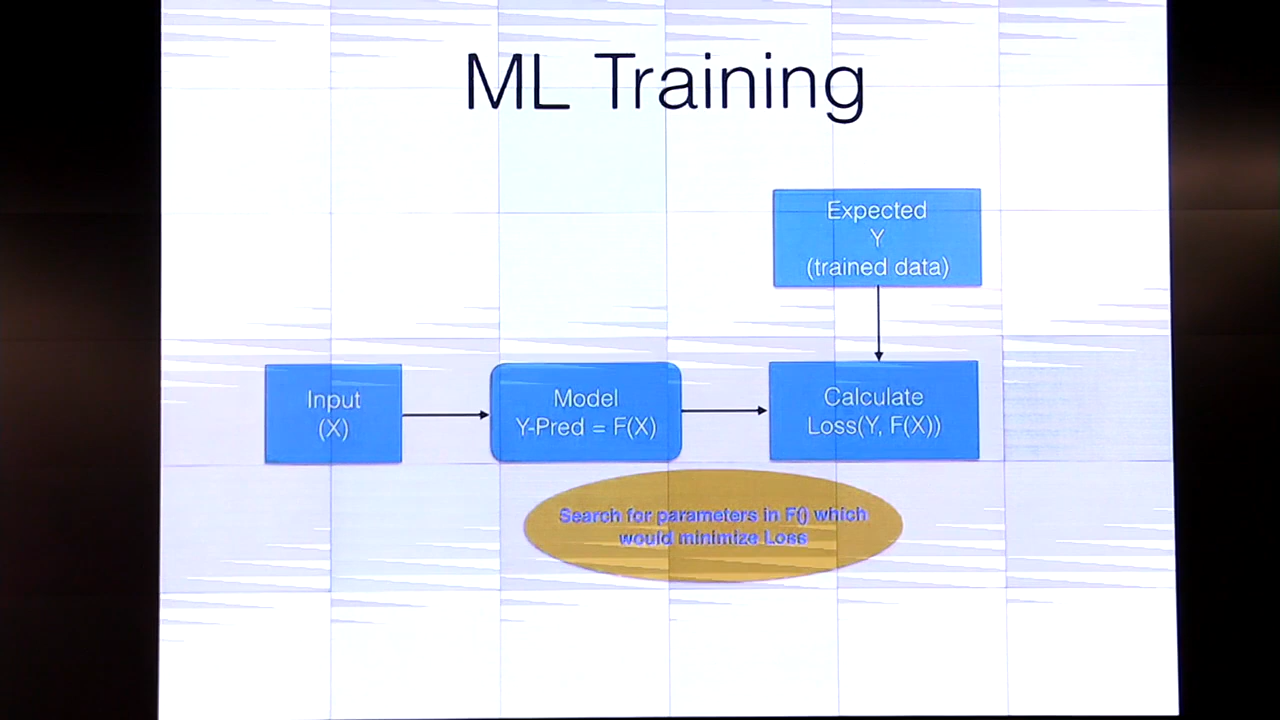 ML Training
Expected
Y
(trained data)
Input
(X)
Model
Y-Pred = F(X)
Calculate
Loss(Y, F(X))
Search for parameters in F() which
would minimize Loss